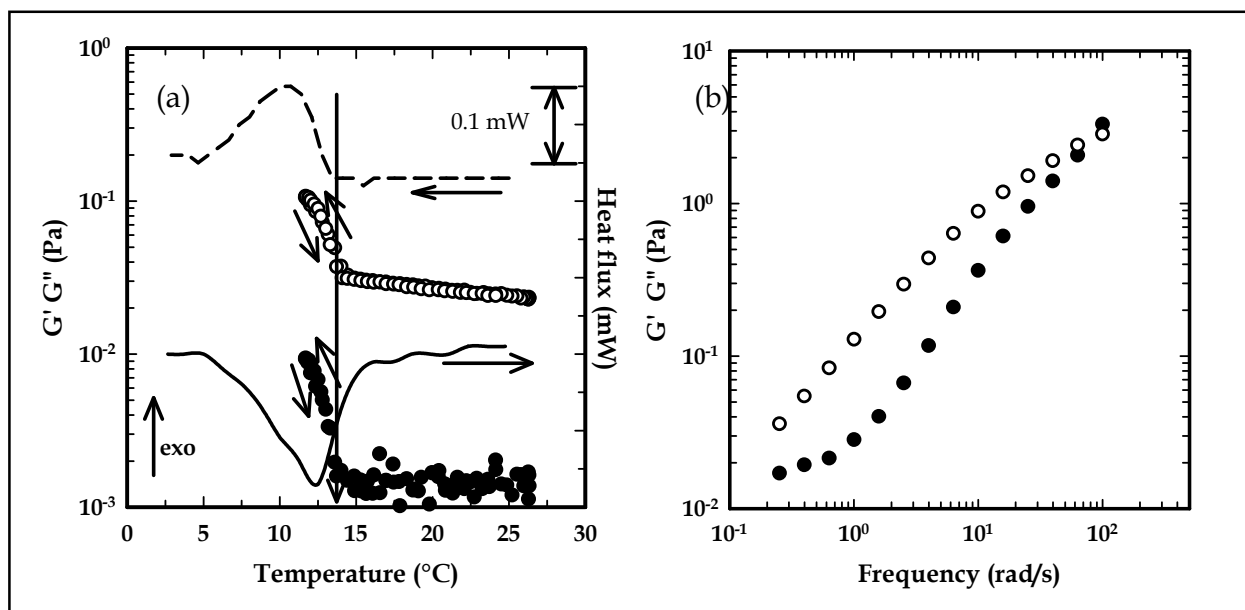 (a)
10⁰
10⁻¹
10⁻²
10⁻³
G' G" (Pa)
0.1 mW
exo
Heat flux (mW)
0 5 10 15 20 25 30
Temperature (°C)
(b)
10¹
10⁰
10⁻¹
10⁻²
G' G" (Pa)
10⁻¹ 10⁰ 10¹ 10²
Frequency (rad/s)